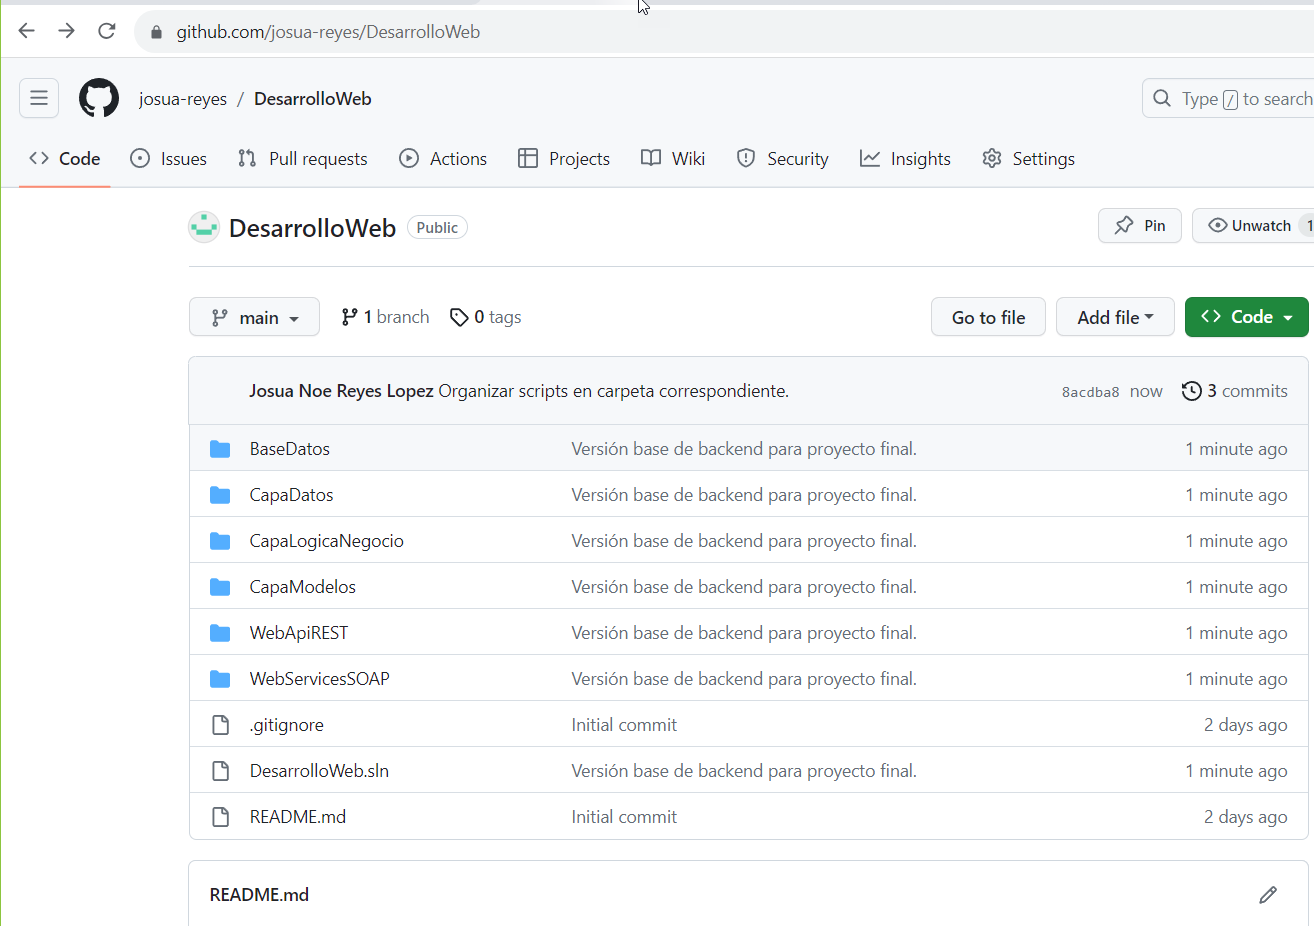 github.com/josua-reyes/DesarrolloWeb
josua-reyes / DesarrolloWeb
Type / to search
Code Issues Pull requests Actions Projects Wiki Security Insights Settings
DesarrolloWeb Public Pin Unwatch 1
main 1 branch 0 tags Go to file Add file Code
Josua Noe Reyes Lopez Organizar scripts en carpeta correspondiente. 8acdba8 now 3 commits
BaseDatos Versión base de backend para proyecto final. 1 minute ago
CapaDatos Versión base de backend para proyecto final. 1 minute ago
CapaLogicaNegocio Versión base de backend para proyecto final. 1 minute ago
CapaModelos Versión base de backend para proyecto final. 1 minute ago
WebApiREST Versión base de backend para proyecto final. 1 minute ago
WebServicesSOAP Versión base de backend para proyecto final. 1 minute ago
.gitignore Initial commit 2 days ago
DesarrolloWeb.sln Versión base de backend para proyecto final. 1 minute ago
README.md Initial commit 2 days ago
README.md